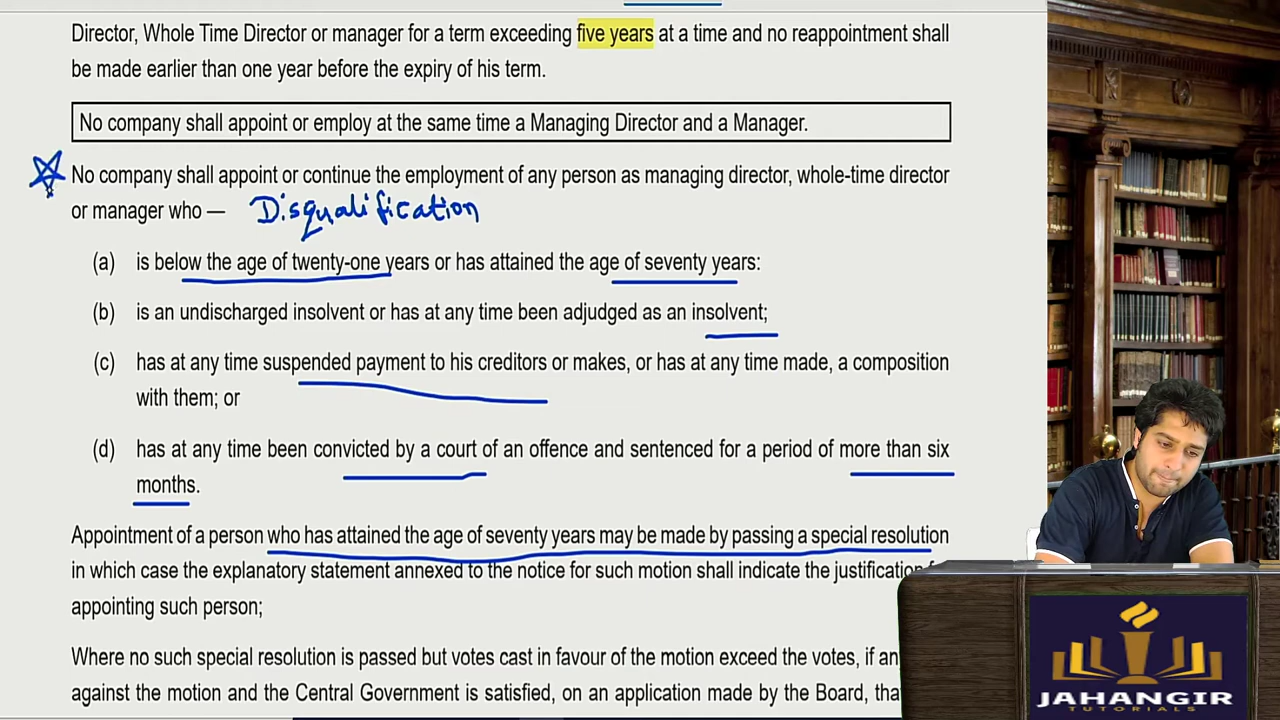 Director, Whole Time Director or manager for a term exceeding five years at a time and no reappointment shall
be made earlier than one year before the expiry of his term.
No company shall appoint or employ at the same time a Managing Director and a Manager.
No company shall appoint or continue the employment of any person as managing director, whole-time director
or manager who — Disqualification
(a) is below the age of twenty-one years or has attained the age of seventy years:
(b) is an undischarged insolvent or has at any time been adjudged as an insolvent;
(c) has at any time suspended payment to his creditors or makes, or has at any time made, a composition
with them; or
(d) has at any time been convicted by a court of an offence and sentenced for a period of more than six
months.
Appointment of a person who has attained the age of seventy years may be made by passing a special resolution
in which case the explanatory statement annexed to the notice for such motion shall indicate the justification
appointing such person;
Where no such special resolution is passed but votes cast in favour of the motion exceed the votes, if
against the motion and the Central Government is satisfied, on an application made by the Board,
JAHANGIR
TUTORIALS